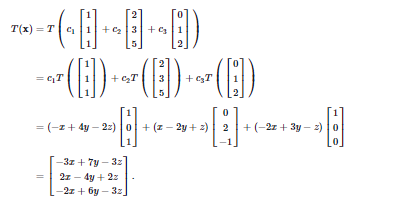 T(x) = T ( c₁ [1 1 1] + c₂ [2 3 5] + c₃ [0 1 2] )
= c₁T ( [1 1 1] ) + c₂T ( [2 3 5] ) + c₃T ( [0 1 2] )
= (−x + 4y − 2z) [1 0 1] + (x − 2y + z) [0 2 −1] + (−2x + 3y − z) [1 0 0]
= [−3x + 7y − 3z 2x − 4y + 2z −2x + 6y − 3z] .